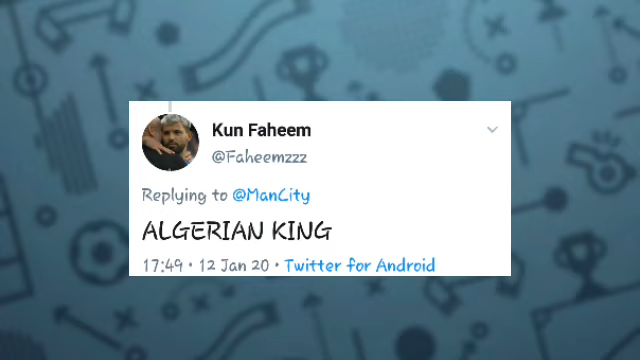 Kun Faheem
@Faheemzzz
Replying to @ManCity
ALGERIAN KING
17:49 · 12 Jan 20 · Twitter for Android